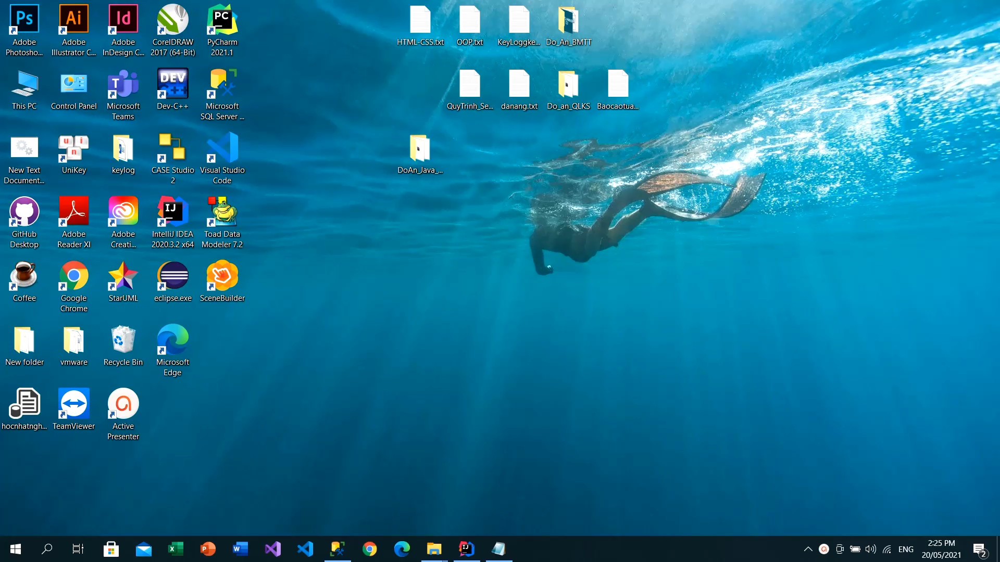 Ps
Adobe
Photosho...
Ai
Adobe
Illustrator C...
Id
Adobe
InDesign C...
CorelDRAW
2017 (64-Bit)
PC
PyCharm
2021.1
HTML-CSS.txt
OOP.txt
KeyLoggke...
Do_An_BMTT
This PC
Control Panel
T
Microsoft
Teams
DEV
C++
Dev-C++
Microsoft
SQL Server ...
QuyTrinh_Se...
danang.txt
Do_an_QLKS
Baocaotua...
New Text
Document...
u i
n
UniKey
keylog
CASE Studio
2
Visual Studio
Code
DoAn_Java_...
GitHub
Desktop
Adobe
Reader XI
Adobe
Creati...
IJ
IntelliJ IDEA
2020.3.2 x64
Toad Data
Modeler 7.2
Coffee
Google
Chrome
StarUML
eclipse.exe
SceneBuilder
New folder
vmware
Recycle Bin
Microsoft
Edge
hocnhatngh...
TeamViewer
Active
Presenter
X
P
W
IJ
ENG
2:25 PM
20/05/2021
2